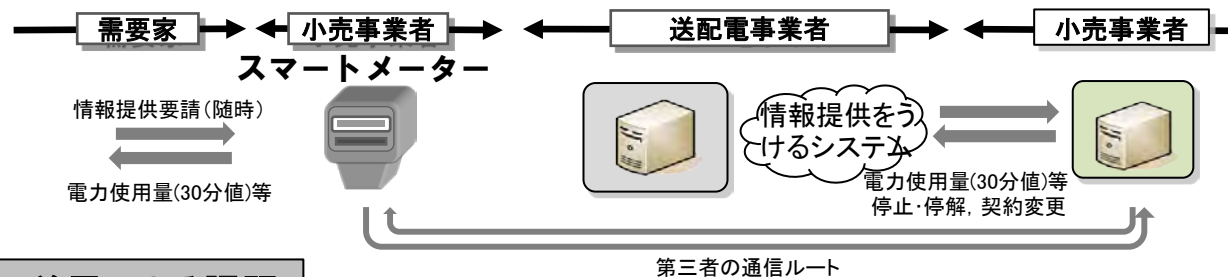 需要家
小売事業者
送配電事業者
小売事業者
スマートメーター
情報提供要請(随時)
電力使用量(30分値)等
情報提供をう
けるシステム
電力使用量(30分値)等
停止・停解，契約変更
第三者の通信ルート